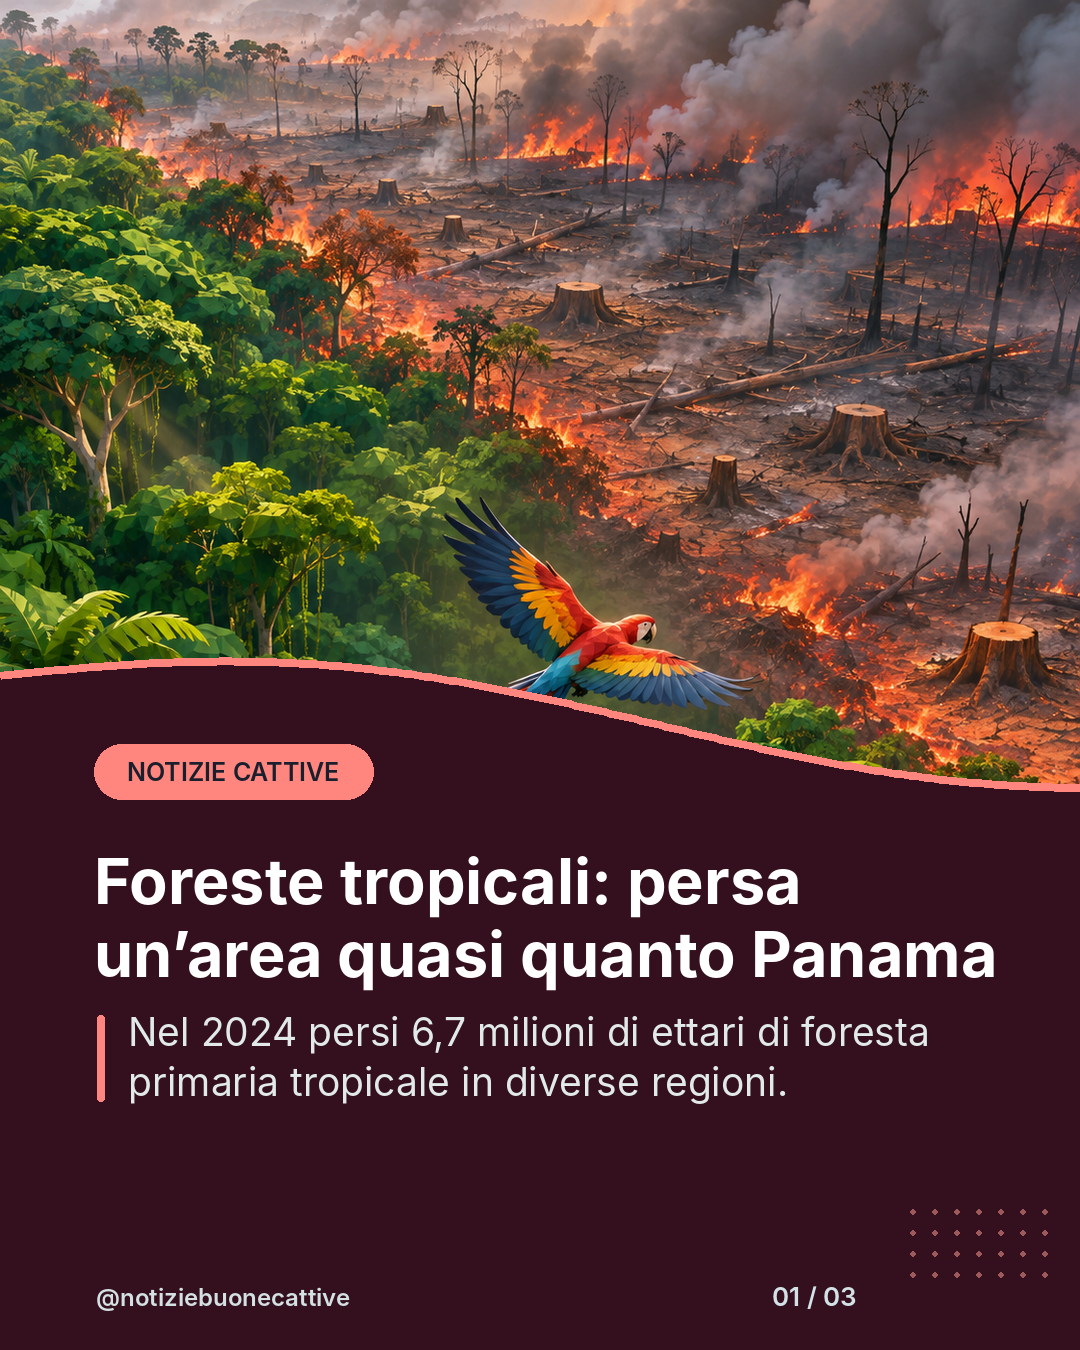 NOTIZIE CATTIVE
Foreste tropicali: persa
un’area quasi quanto Panama
Nel 2024 persi 6,7 milioni di ettari di foresta
primaria tropicale in diverse regioni.
@notiziebuonecattive
01 / 03